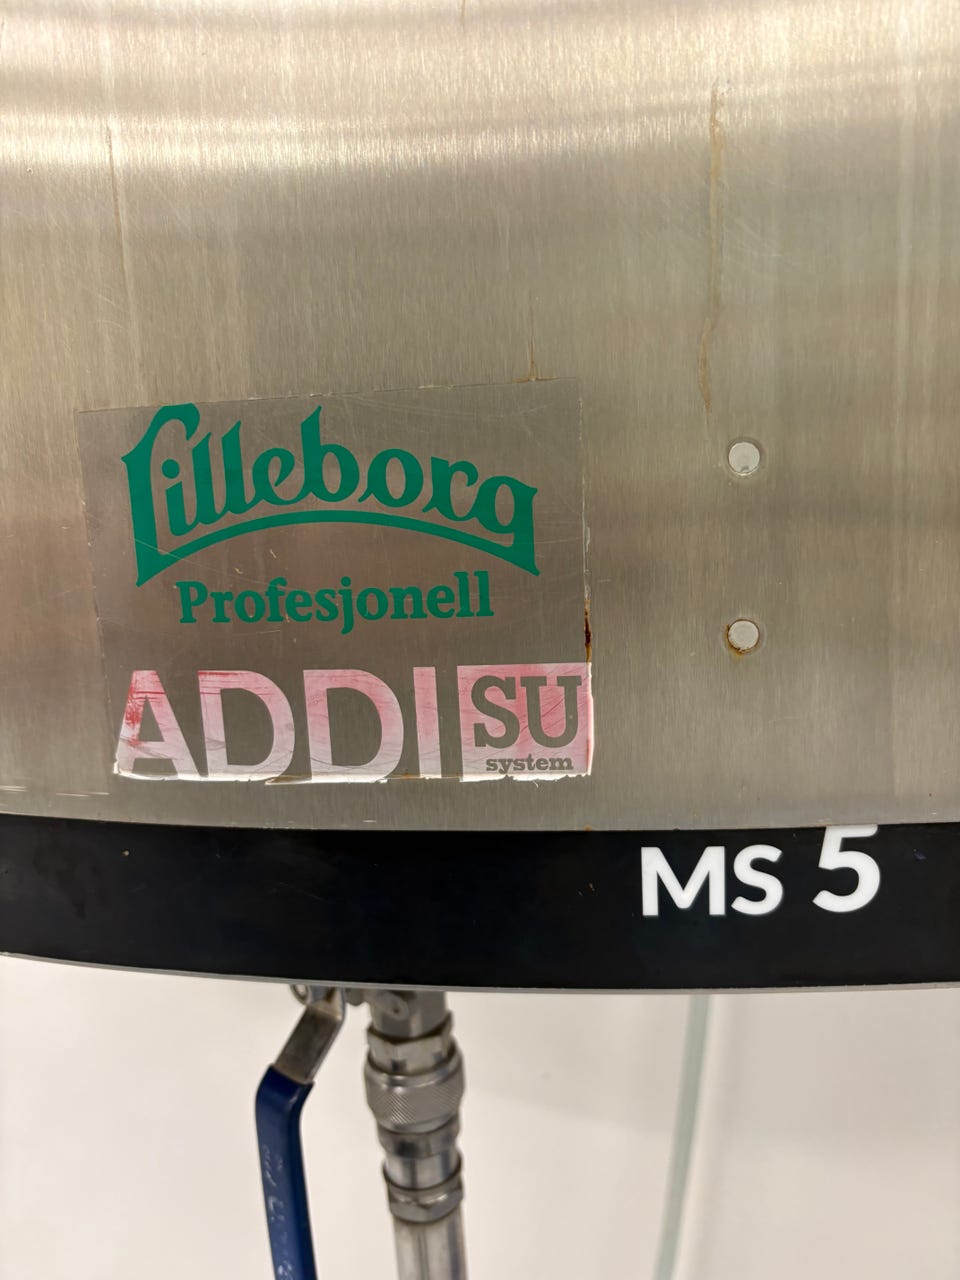 Lilleborg
Profesjonell
ADDI SU
system
MS 5